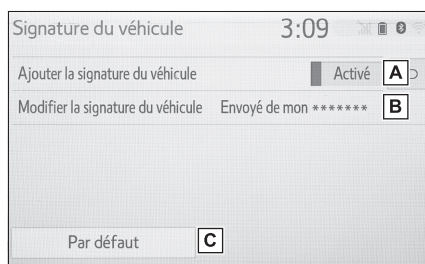 Signature du véhicule 3:09
Ajouter la signature du véhicule Activé A
Modifier la signature du véhicule Envoyé de mon ******* B
Par défaut C